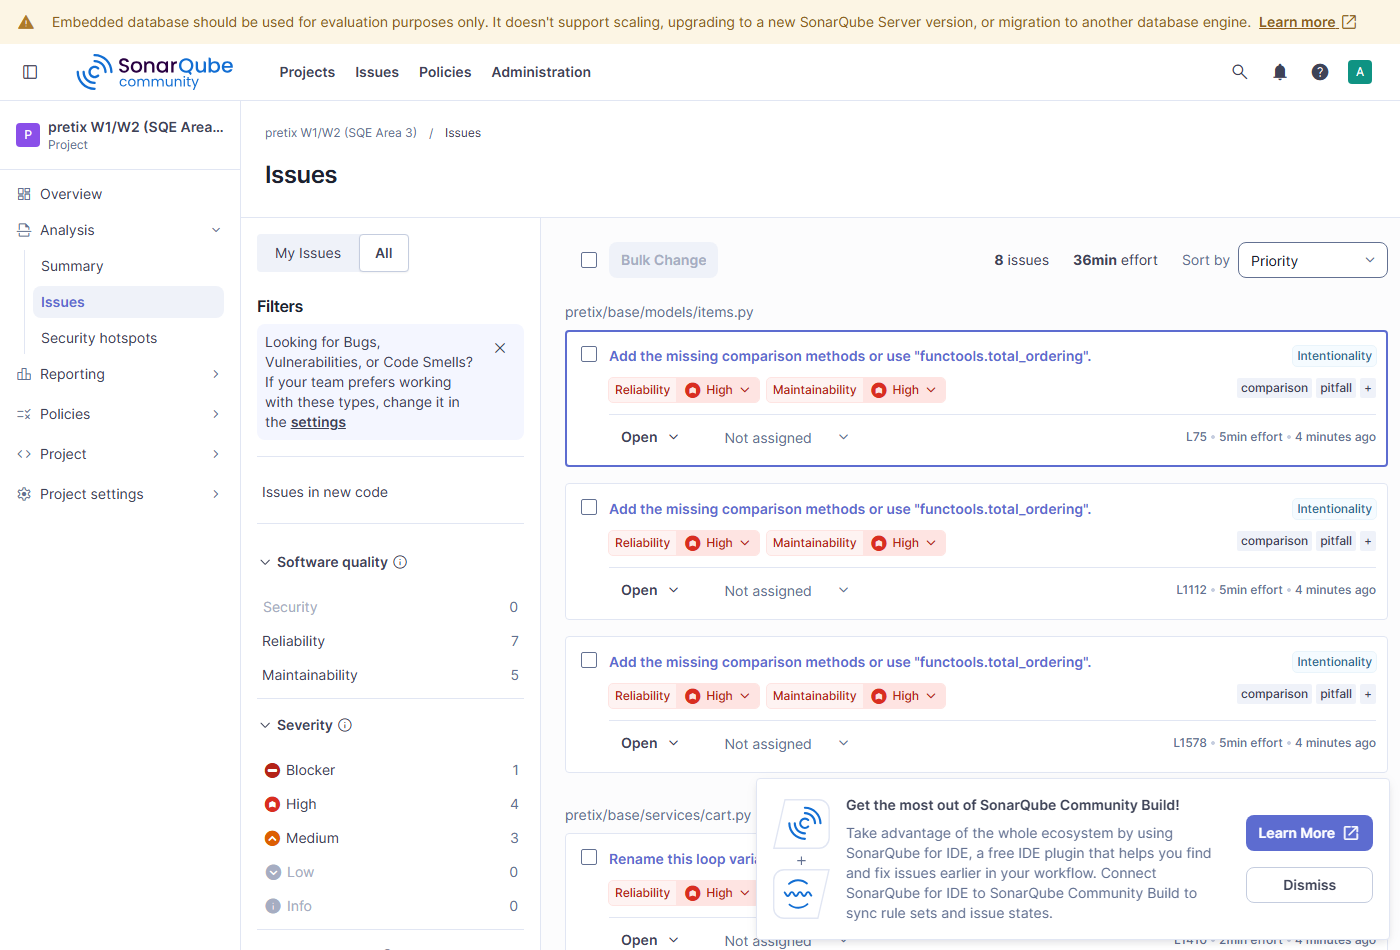 Embedded database should be used for evaluation purposes only. It doesn't support scaling, upgrading to a new SonarQube Server version, or migration to another database engine. Learn more
SonarQube community
Projects Issues Policies Administration
? A
P
pretix W1/W2 (SQE Area...
Project
Overview
Analysis
Summary
Issues
Security hotspots
Reporting
Policies
Project
Project settings
pretix W1/W2 (SQE Area 3) / Issues
Issues
My Issues All
Filters
Looking for Bugs,
Vulnerabilities, or Code Smells?
If your team prefers working
with these types, change it in
the settings
Issues in new code
Software quality
Security 0
Reliability 7
Maintainability 5
Severity
Blocker 1
High 4
Medium 3
Low 0
Info 0
Bulk Change
8 issues 36min effort Sort by Priority
pretix/base/models/items.py
Add the missing comparison methods or use "functools.total_ordering". Intentionality
Reliability High Maintainability High comparison pitfall +
Open Not assigned L75 • 5min effort • 4 minutes ago
Add the missing comparison methods or use "functools.total_ordering". Intentionality
Reliability High Maintainability High comparison pitfall +
Open Not assigned L1112 • 5min effort • 4 minutes ago
Add the missing comparison methods or use "functools.total_ordering". Intentionality
Reliability High Maintainability High comparison pitfall +
Open Not assigned L1578 • 5min effort • 4 minutes ago
pretix/base/services/cart.py
Rename this loop
Reliability High
Open Not assigned
Get the most out of SonarQube Community Build!
Take advantage of the whole ecosystem by using
SonarQube for IDE, a free IDE plugin that helps you find
and fix issues earlier in your workflow. Connect
SonarQube for IDE to SonarQube Community Build to
sync rule sets and issue states.
+
Learn More
Dismiss